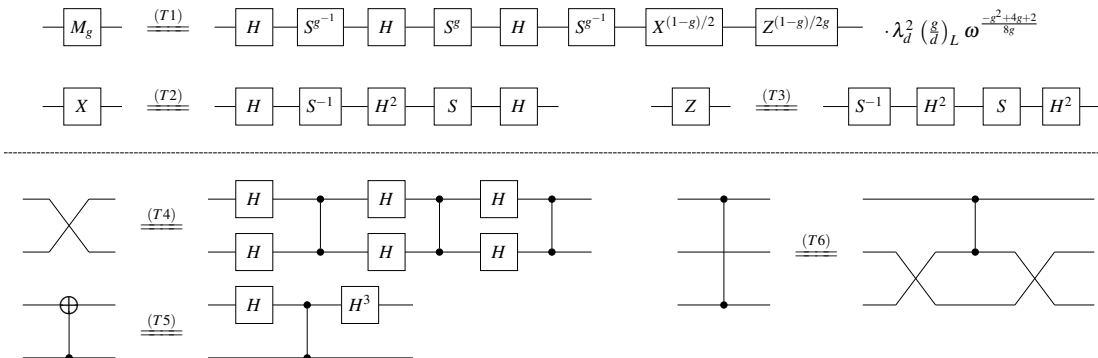 M_g (T1) H S^{g^{-1}} H S^g H S^{g^{-1}} X^{(1-g)/2} Z^{(1-g)/2g} · λ_d^2 (g/d)_L ω^{\frac{-g^2+4g+2}{8g}}
X (T2) H S^{-1} H^2 S H Z (T3) S^{-1} H^2 S H^2
(T4) H H H
H H H (T6)
H H^3
(T5)